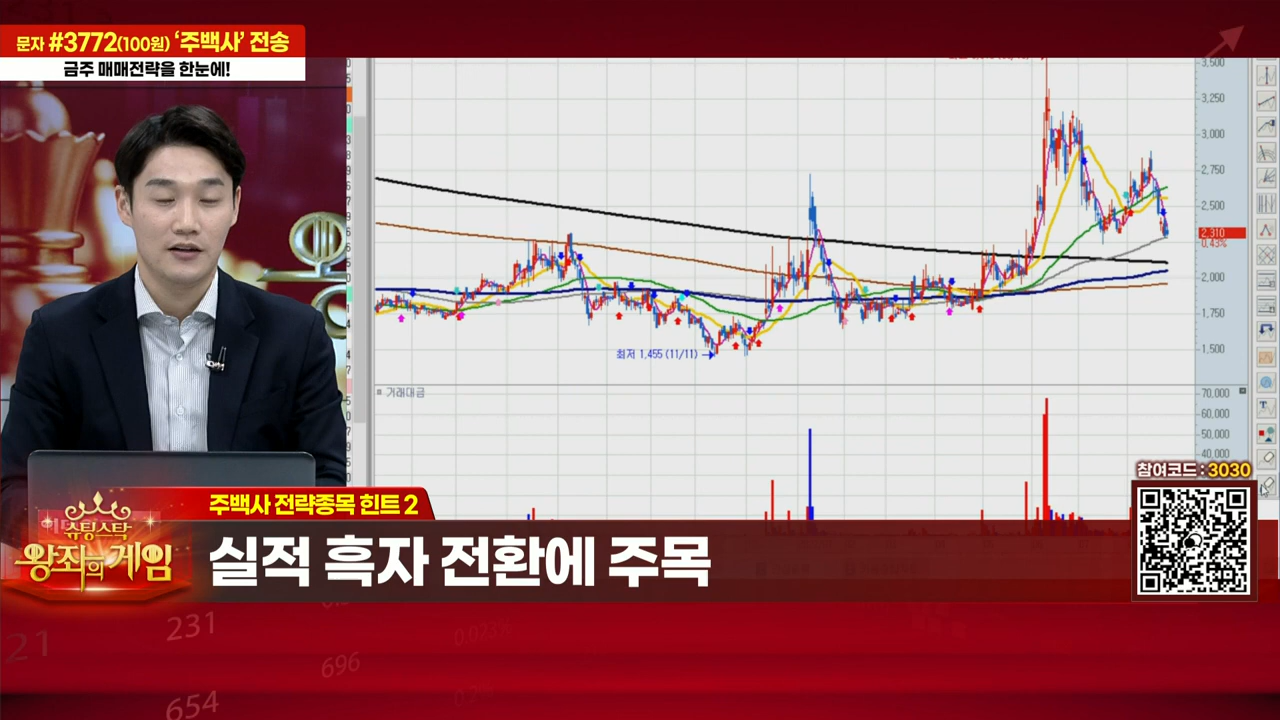 문자 #3772(100원) ‘주백사’ 전송
금주 매매전략을 한눈에!
3,500
3,250
3,000
2,750
2,500
2,310
0.43%
2,000
1,750
1,500
최저 1,455 (11/11)
거래대금
70,000
60,000
50,000
40,000
참여코드 : 3030
주백사 전략종목 힌트 2
슈팅스탁
왕좌의 게임
실적 흑자 전환에 주목
21
231
0.023%
696
654